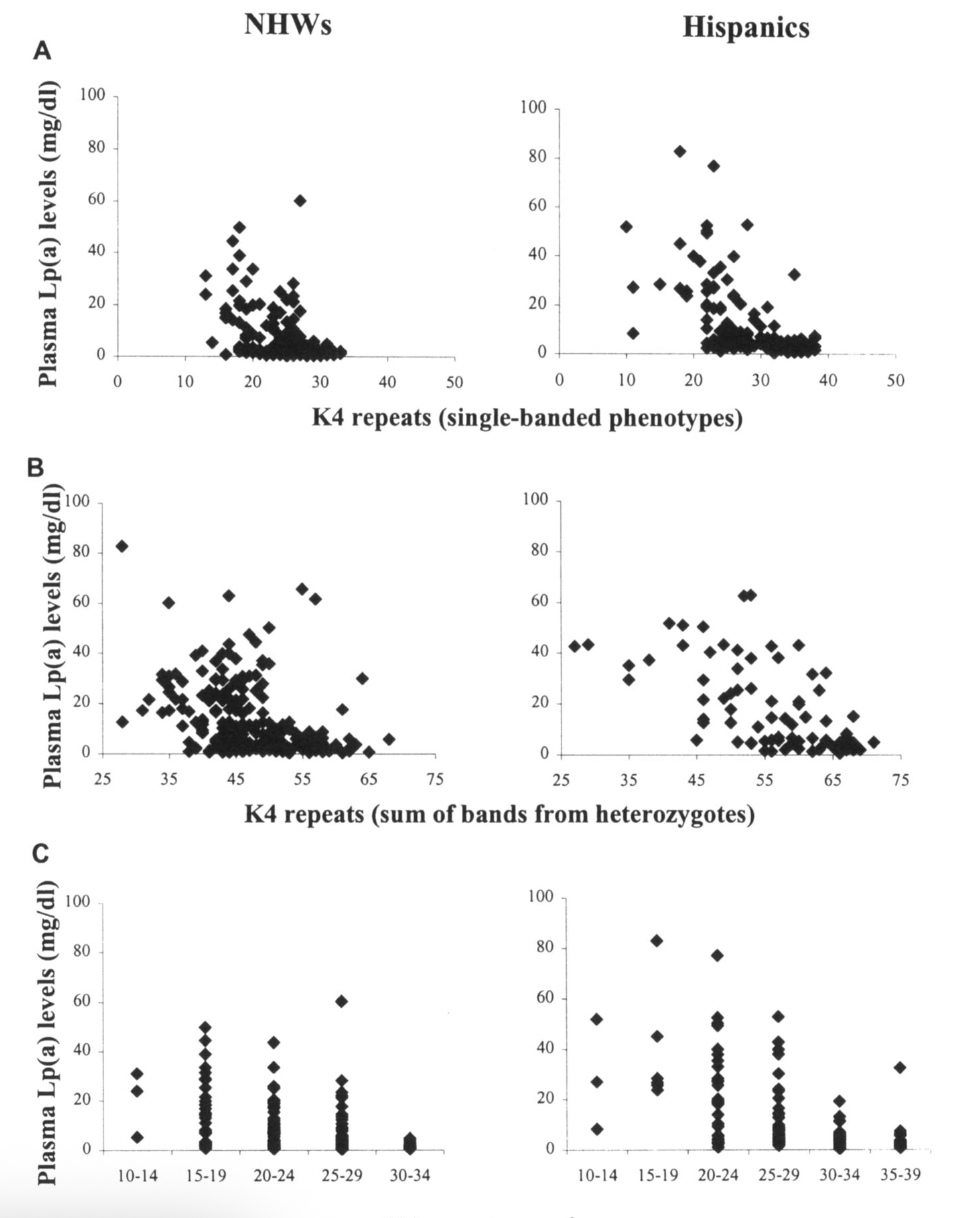 NHWs
Hispanics
A
Plasma Lp(a) levels (mg/dl)
100
80
60
40
20
0
0 10 20 30 40 50
100
80
60
40
20
0
0 10 20 30 40 50
K4 repeats (single-banded phenotypes)
B
Plasma Lp(a) levels (mg/dl)
100
80
60
40
20
0
25 35 45 55 65 75
100
80
60
40
20
0
25 35 45 55 65 75
K4 repeats (sum of bands from heterozygotes)
C
Plasma Lp(a) levels (mg/dl)
100
80
60
40
20
0
10-14 15-19 20-24 25-29 30-34
100
80
60
40
20
0
10-14 15-19 20-24 25-29 30-34 35-39